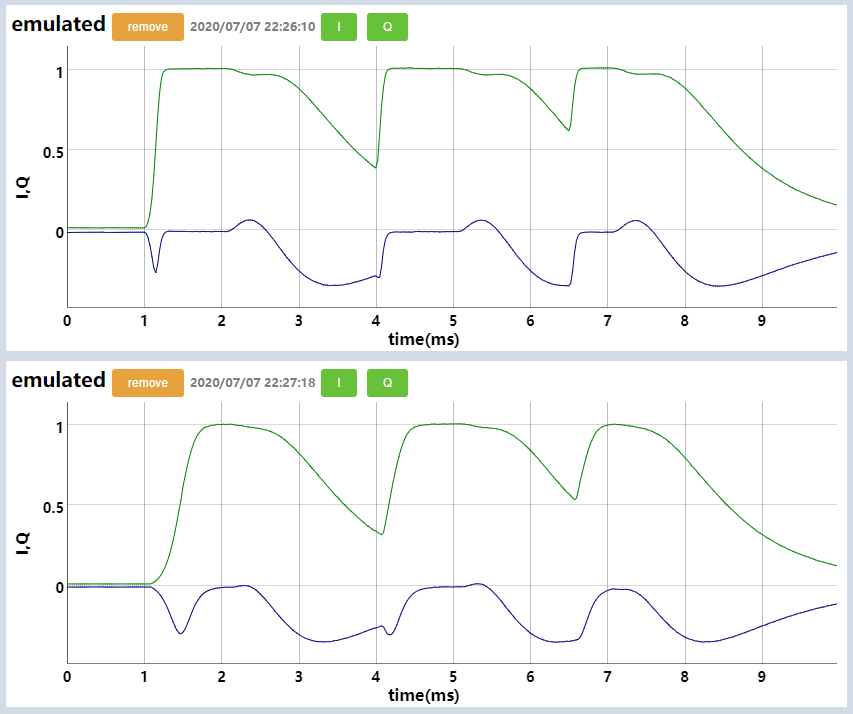 emulated remove 2020/07/07 22:26:10 I Q
1
0.5
0
I,Q
0 1 2 3 4 5 6 7 8 9
time(ms)
emulated remove 2020/07/07 22:27:18 I Q
1
0.5
0
I,Q
0 1 2 3 4 5 6 7 8 9
time(ms)